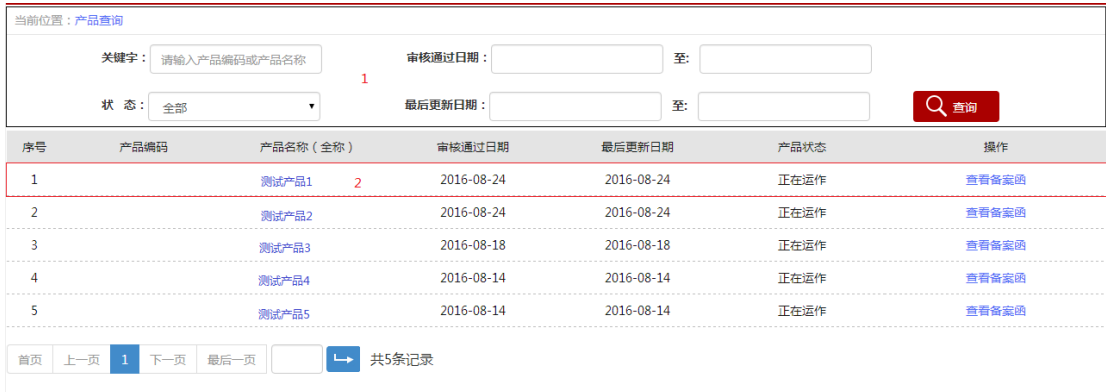 当前位置：产品查询
关键字： 请输入产品编码或产品名称 审核通过日期： 至:
1
状 态： 全部 最后更新日期： 至: 查询
序号 产品编码 产品名称（全称） 审核通过日期 最后更新日期 产品状态 操作
1 测试产品1 2 2016-08-24 2016-08-24 正在运作 查看备案函
2 测试产品2 2016-08-24 2016-08-24 正在运作 查看备案函
3 测试产品3 2016-08-18 2016-08-18 正在运作 查看备案函
4 测试产品4 2016-08-14 2016-08-14 正在运作 查看备案函
5 测试产品5 2016-08-14 2016-08-14 正在运作 查看备案函
首页 上一页 1 下一页 最后一页 共5条记录